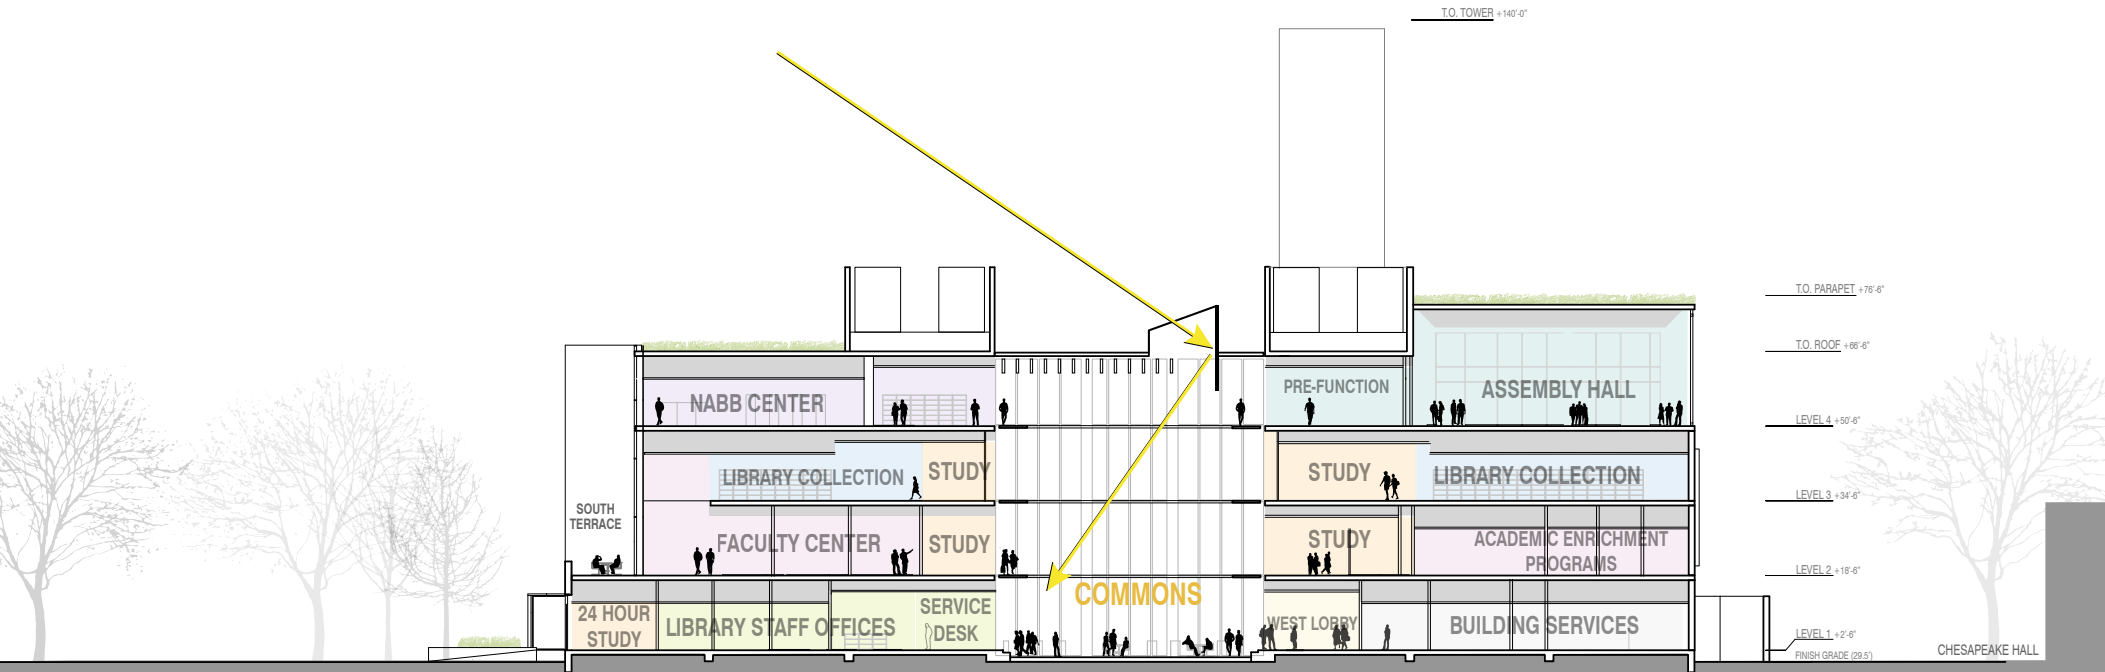 T.O. TOWER +140'-0"
T.O. PARAPET +76'-6"
T.O. ROOF +66'-6"
NABB CENTER
PRE-FUNCTION
ASSEMBLY HALL
LEVEL 4 +50'-6"
LIBRARY COLLECTION
STUDY
STUDY
LIBRARY COLLECTION
LEVEL 3 +34'-6"
SOUTH
TERRACE
FACULTY CENTER
STUDY
STUDY
ACADEMIC ENRICHMENT
PROGRAMS
LEVEL 2 +18'-6"
COMMONS
24 HOUR
STUDY
LIBRARY STAFF OFFICES
SERVICE
DESK
WEST LOBBY
BUILDING SERVICES
LEVEL 1 +2'-6"
FINISH GRADE (29.5')
CHESAPEAKE HALL